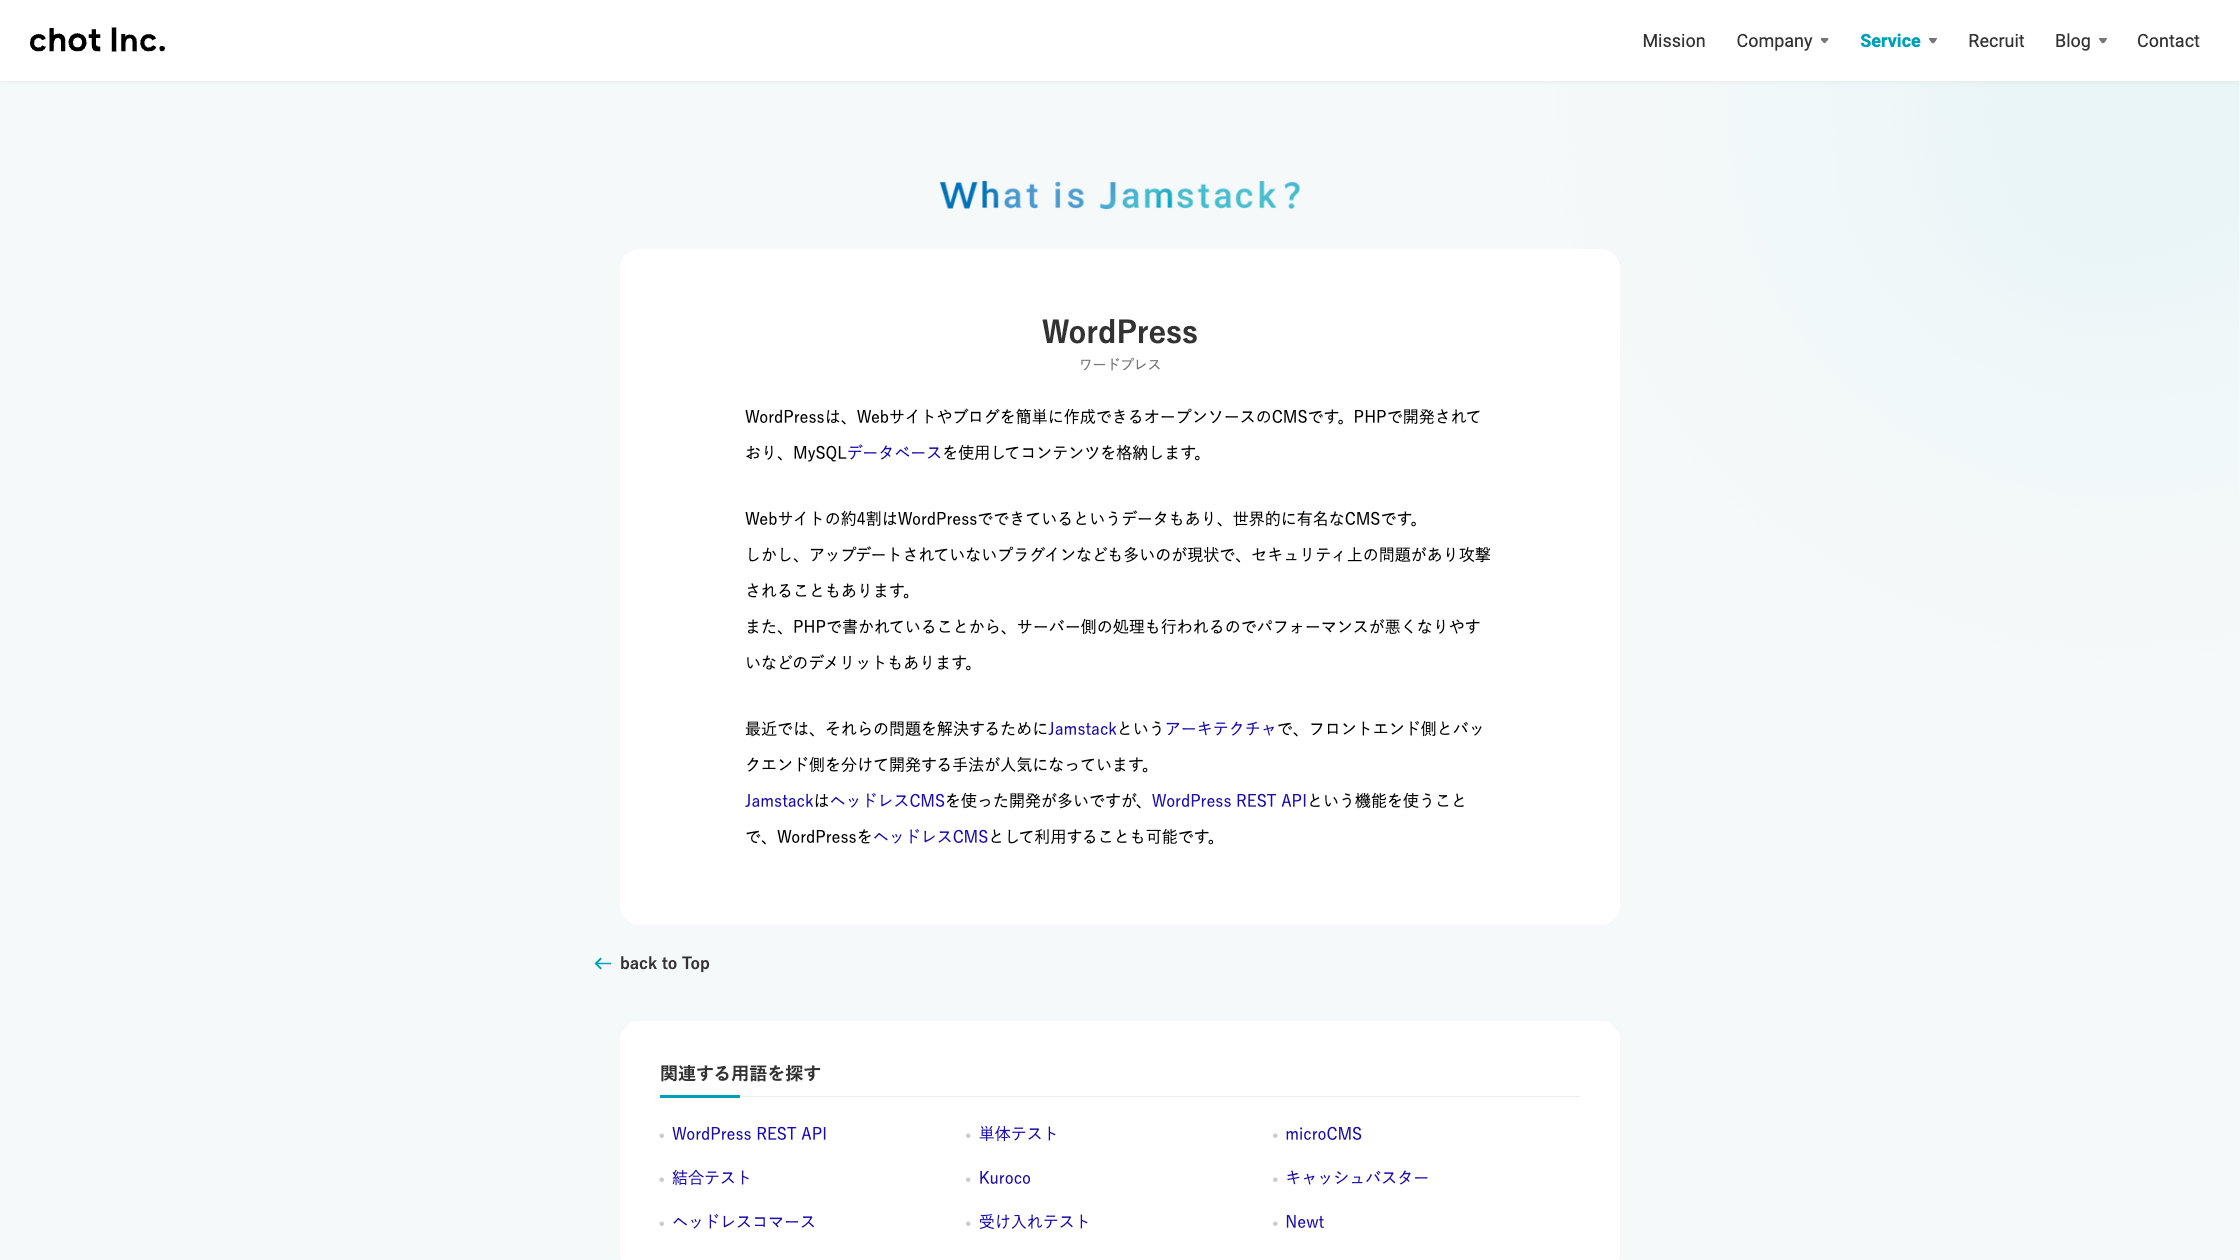 chot Inc.
Mission Company Service Recruit Blog Contact
What is Jamstack?
WordPress
ワードプレス
WordPressは、Webサイトやブログを簡単に作成できるオープンソースのCMSです。PHPで開発されて
おり、MySQLデータベースを使用してコンテンツを格納します。
Webサイトの約4割はWordPressでできているというデータもあり、世界的に有名なCMSです。
しかし、アップデートされていないプラグインなども多いのが現状で、セキュリティ上の問題があり攻撃
されることもあります。
また、PHPで書かれていることから、サーバー側の処理も行われるのでパフォーマンスが悪くなりやす
いなどのデメリットもあります。
最近では、それらの問題を解決するためにJamstackというアーキテクチャで、フロントエンド側とバッ
クエンド側を分けて開発する手法が人気になっています。
JamstackはヘッドレスCMSを使った開発が多いですが、WordPress REST APIという機能を使うこと
で、WordPressをヘッドレスCMSとして利用することも可能です。
back to Top
関連する用語を探す
WordPress REST API 単体テスト microCMS
結合テスト Kuroco キャッシュバスター
ヘッドレスコマース 受け入れテスト Newt